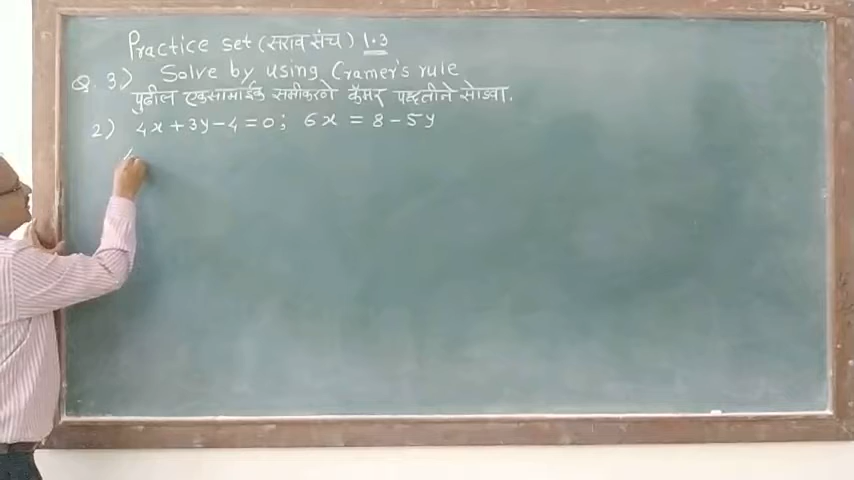 Practice set (सराव संच) 1.3
Q. 3) Solve by using Cramer's rule
पुढील एकसामाईक समीकरणे क्रॅमर पद्धतीने सोडवा.
2) 4x + 3y - 4 = 0 ; 6x = 8 - 5y